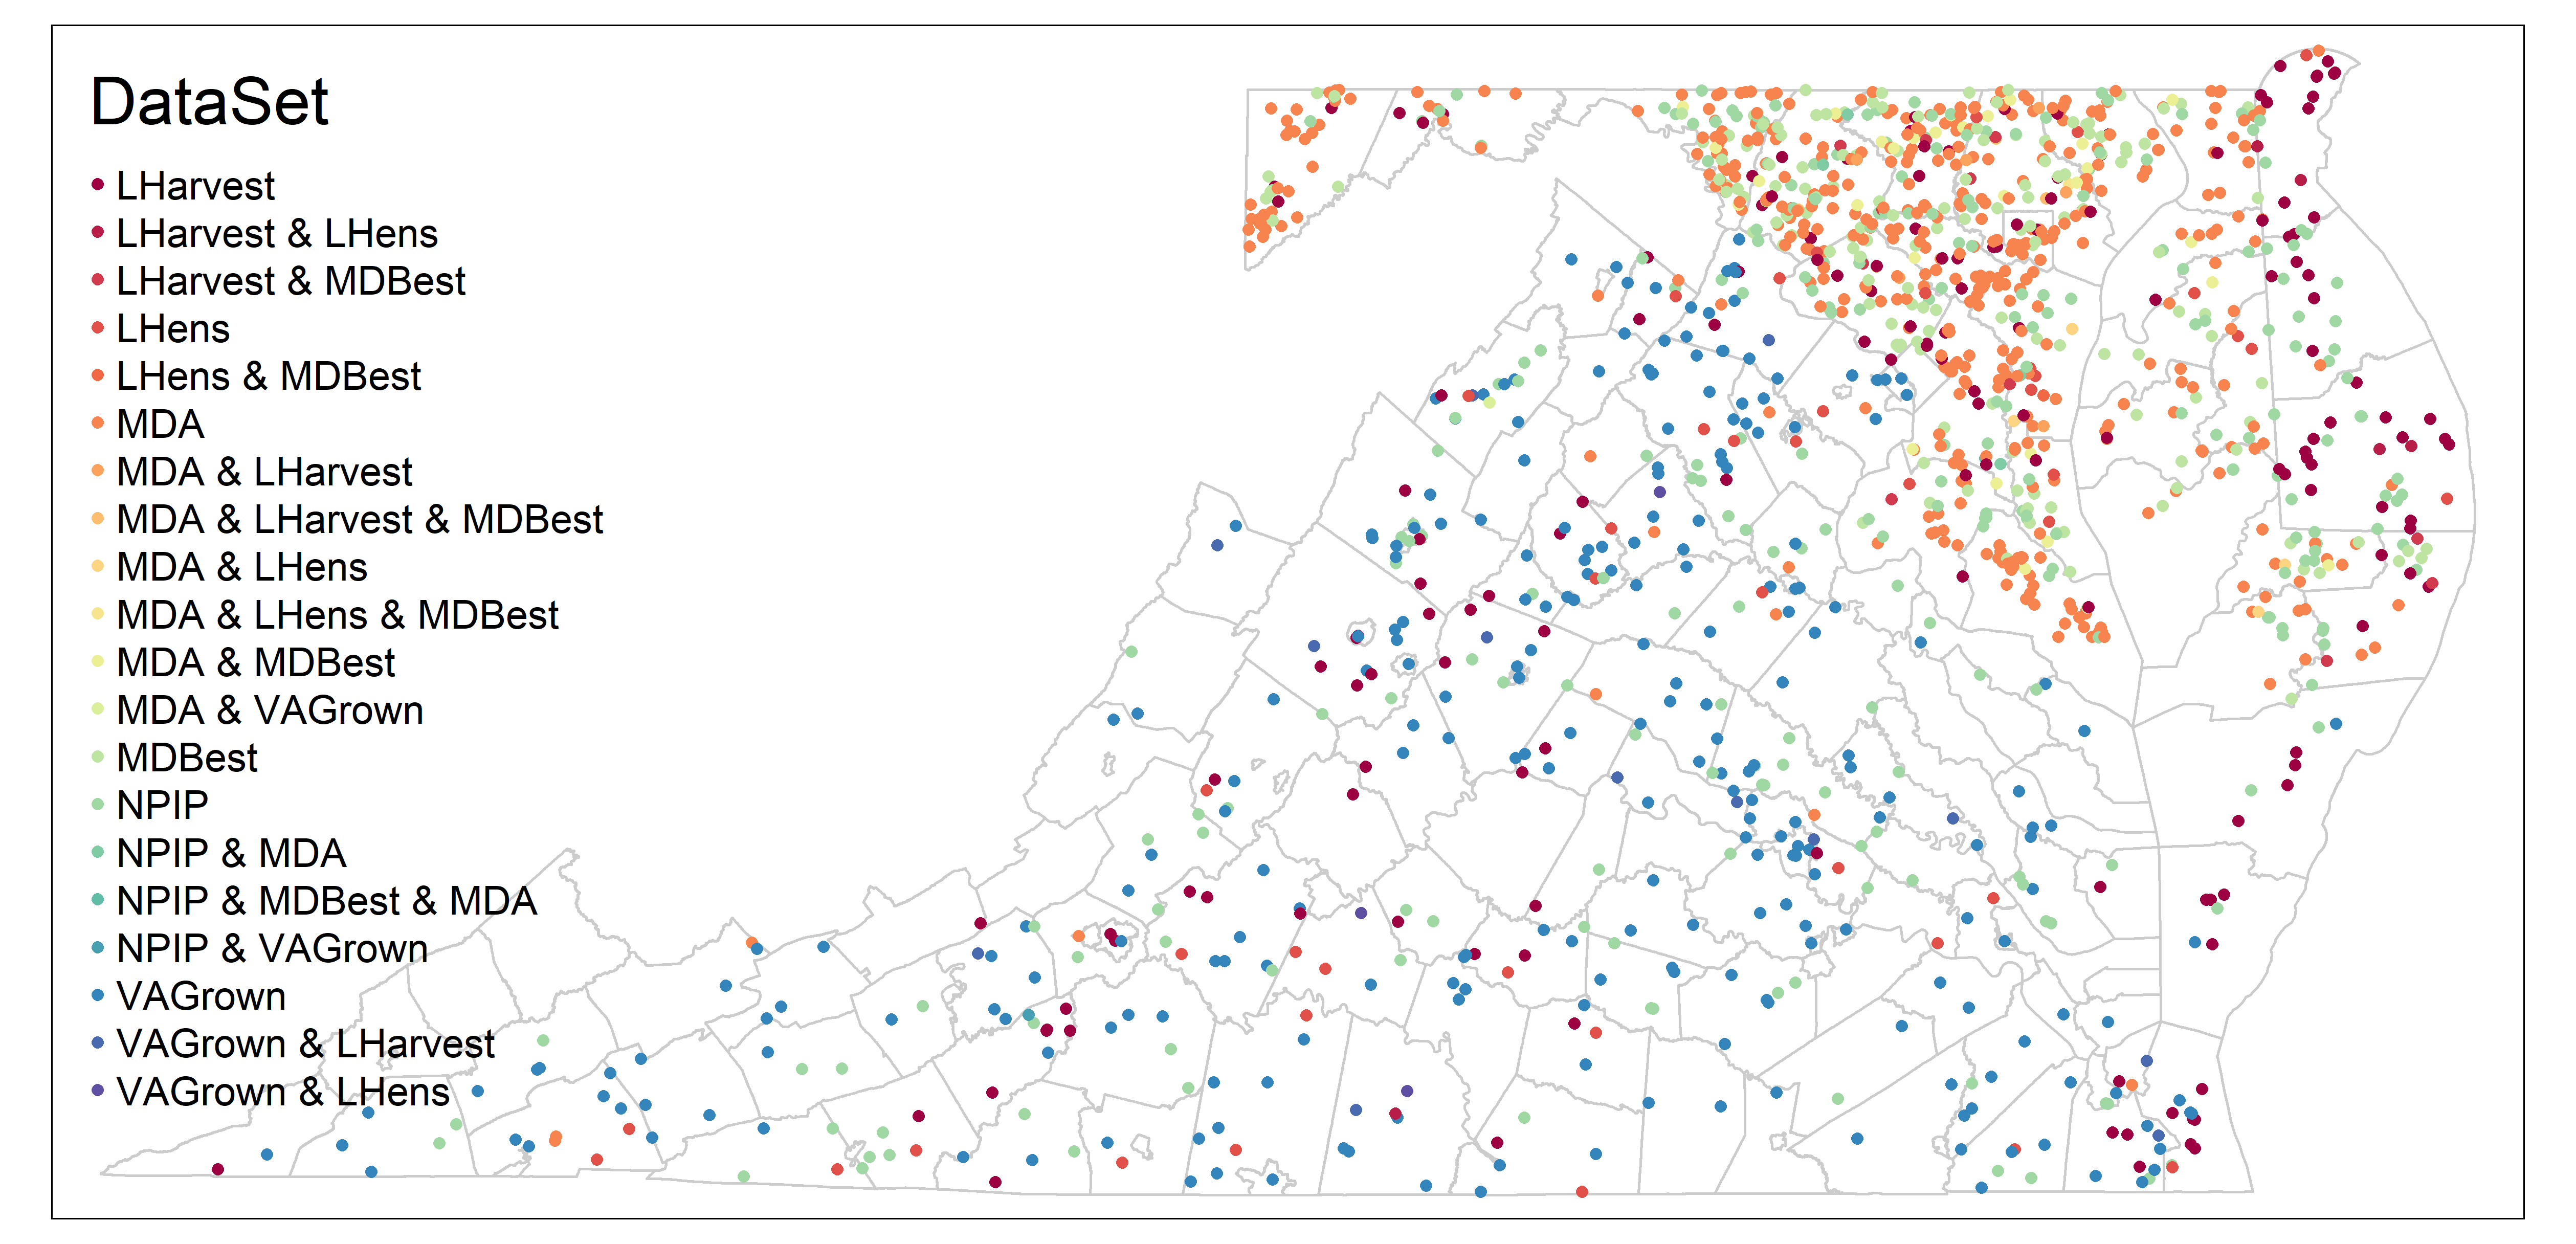 DataSet
LHarvest
LHarvest & LHens
LHarvest & MDBest
LHens
LHens & MDBest
MDA
MDA & LHarvest
MDA & LHarvest & MDBest
MDA & LHens
MDA & LHens & MDBest
MDA & MDBest
MDA & VAGrown
MDBest
NPIP
NPIP & MDA
NPIP & MDBest & MDA
NPIP & VAGrown
VAGrown
VAGrown & LHarvest
VAGrown & LHens